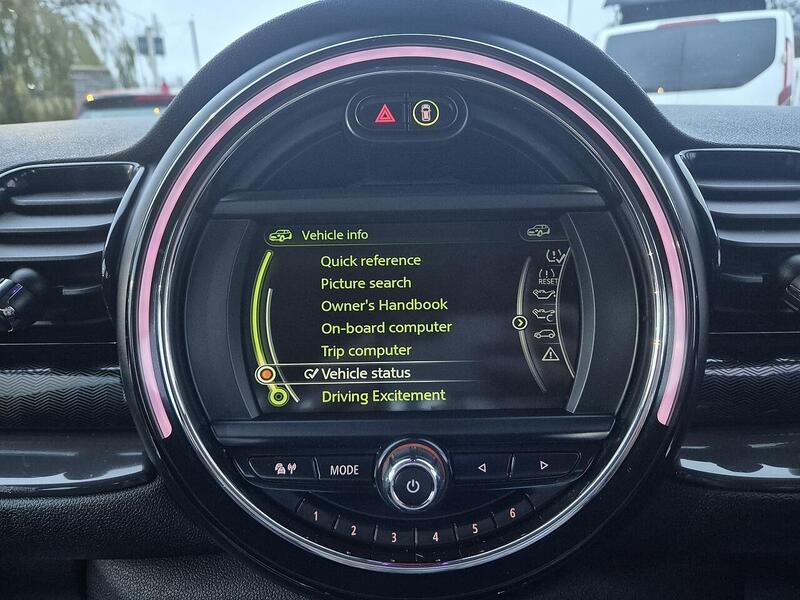 Vehicle info
Quick reference
Picture search
Owner's Handbook
On-board computer
Trip computer
Vehicle status
Driving Excitement
RESET
MODE
1
2
3
4
5
6